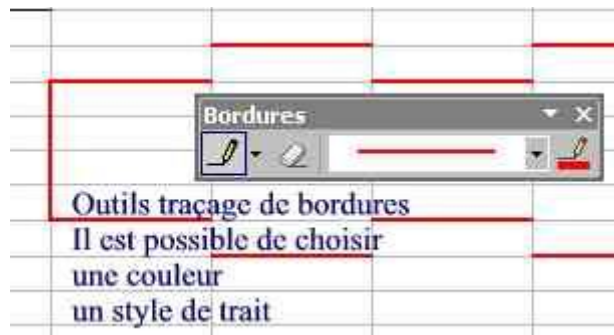 Bordures
Outils traçage de bordures
Il est possible de choisir
une couleur
un style de trait